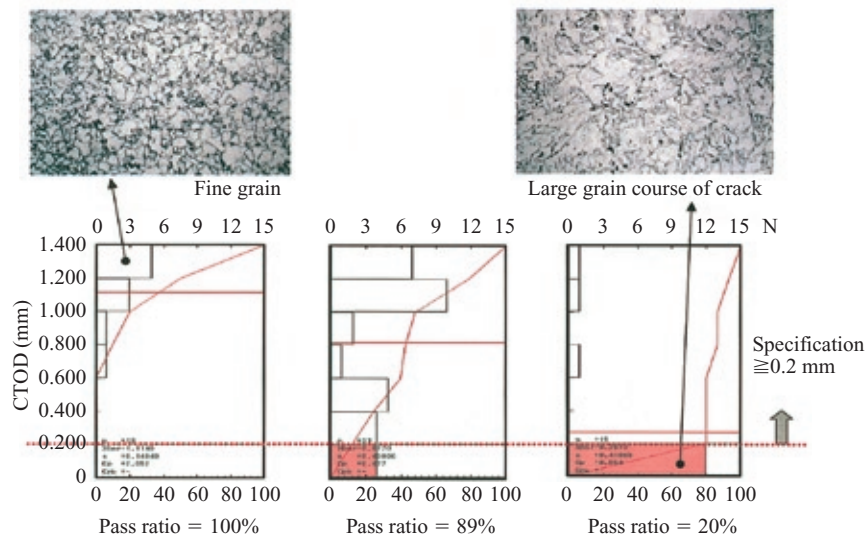 Fine grain
Large grain course of crack
0 3 6 9 12 15
0 3 6 9 12 15
0 3 6 9 12 15 N
CTOD (mm)
1.400
1.200
1.000
0.800
0.600
0.400
0.200
0
Specification
≧0.2 mm
0 20 40 60 80 100
0 20 40 60 80 100
0 20 40 60 80 100
Pass ratio = 100%
Pass ratio = 89%
Pass ratio = 20%